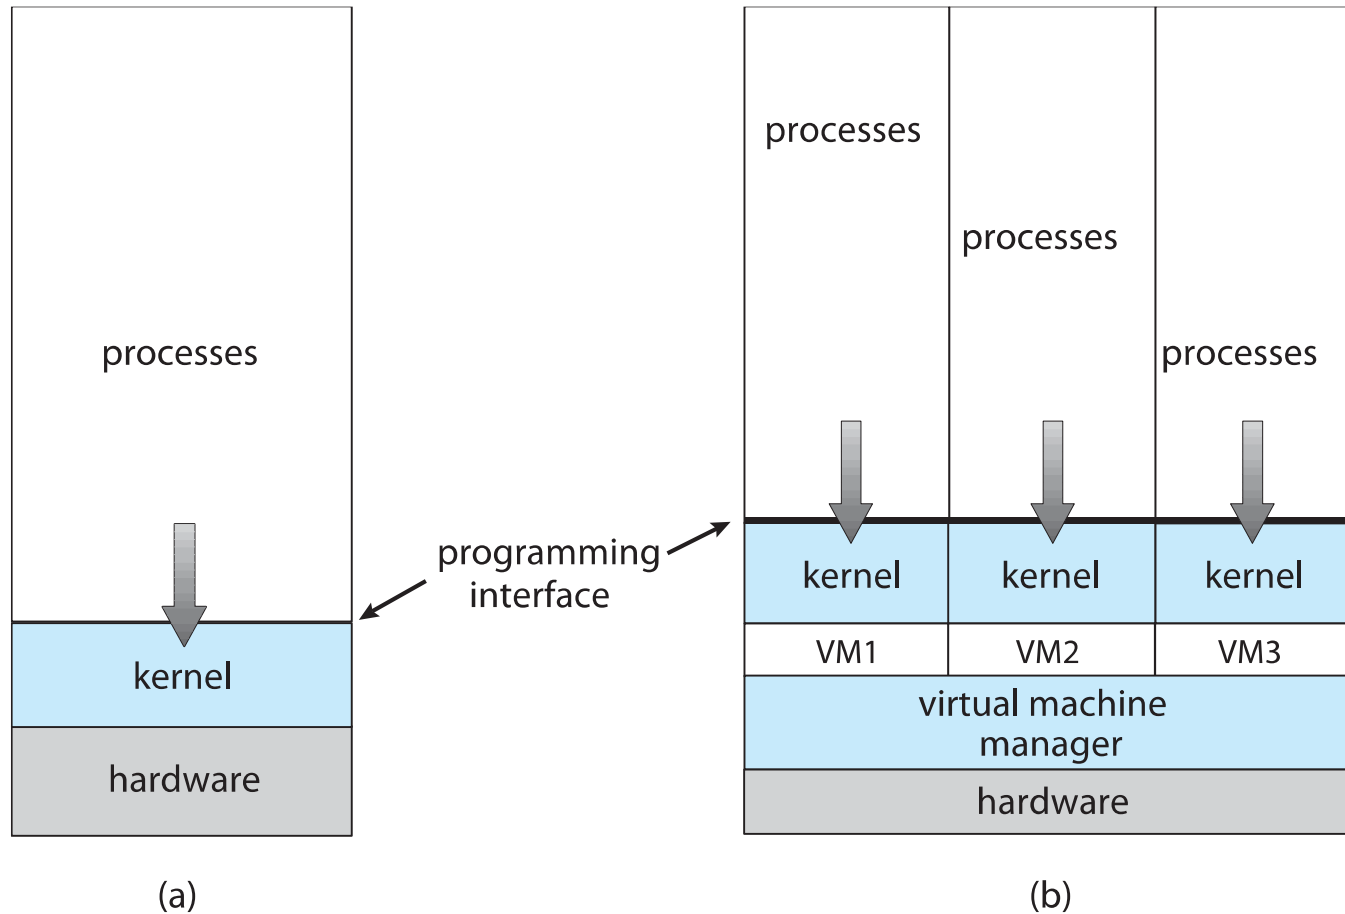 processes
kernel
hardware
(a)
programming
interface
processes
processes
processes
kernel kernel kernel
VM1 VM2 VM3
virtual machine
manager
hardware
(b)